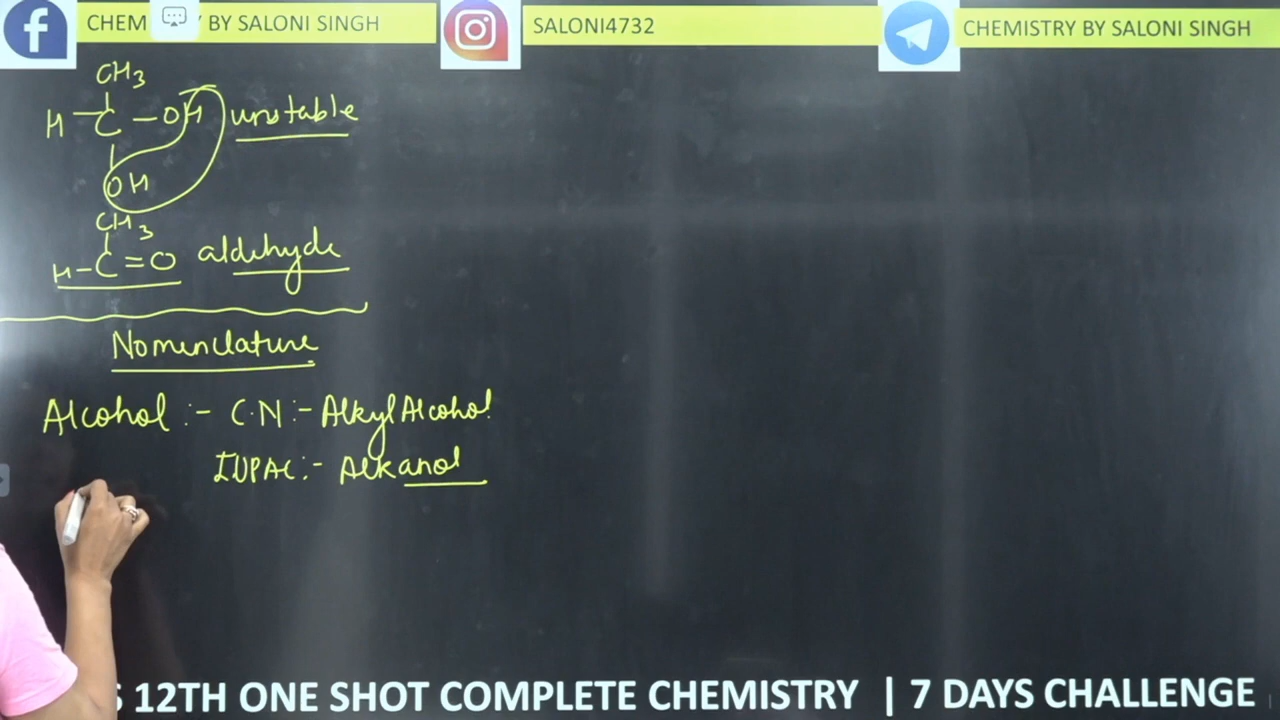 CHEM Y BY SALONI SINGH
SALONI4732
CHEMISTRY BY SALONI SINGH
CH3
H-C-OH unstable
OH
CH3
H-C=O aldehyde
Nomenclature
Alcohol :- C.N :- Alkyl Alcohol
IUPAC :- Alkanol
S 12TH ONE SHOT COMPLETE CHEMISTRY | 7 DAYS CHALLENGE